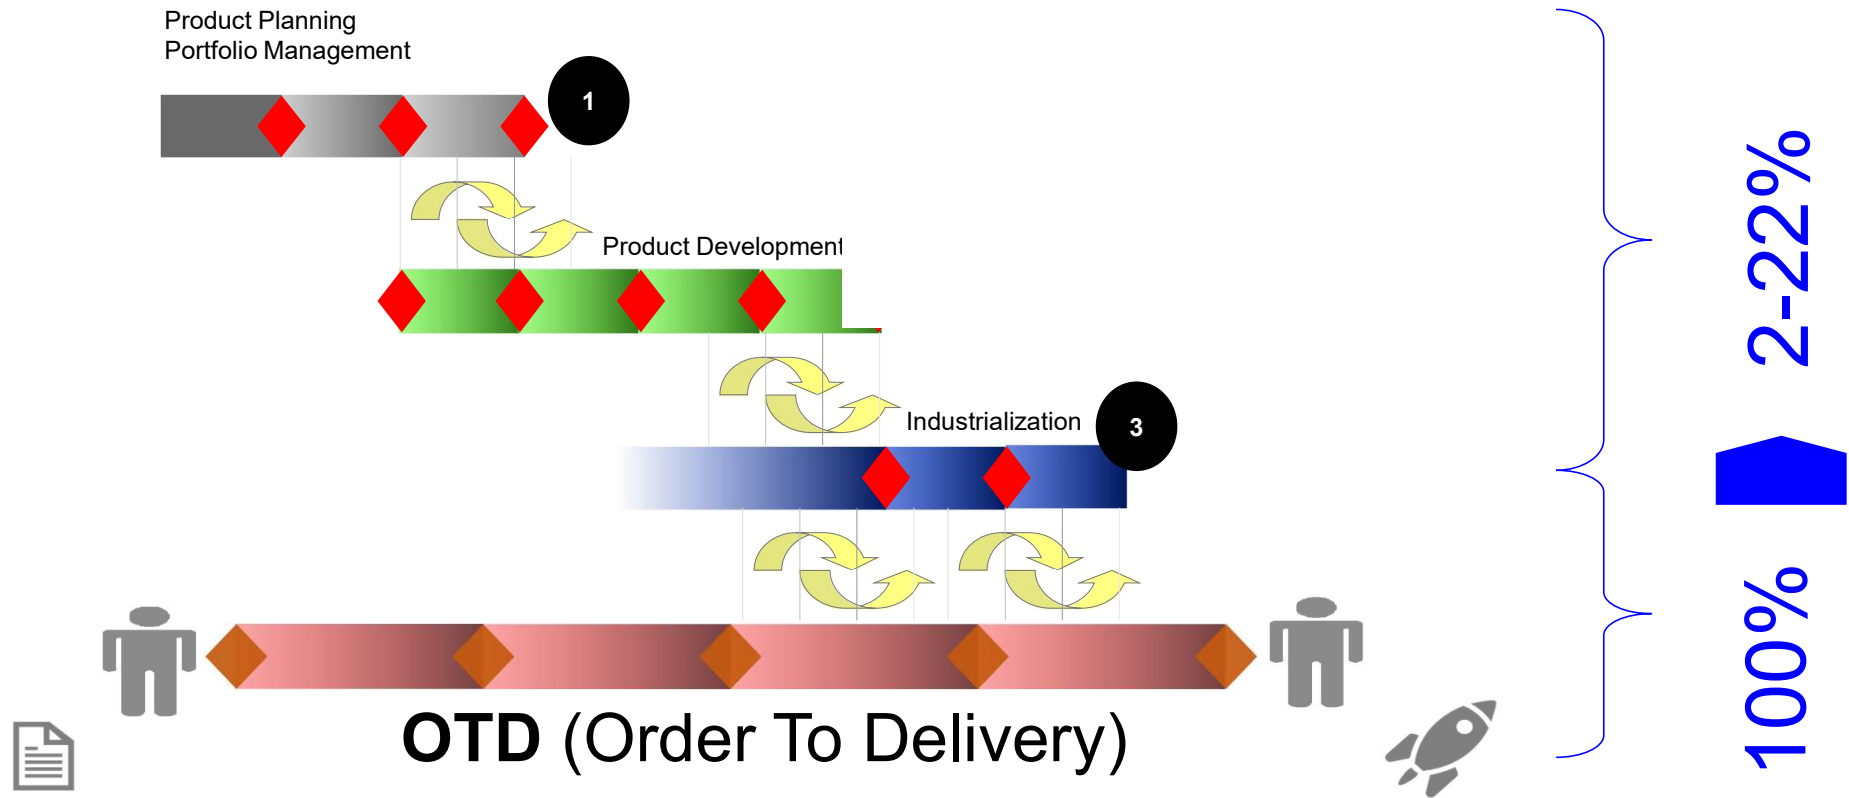 Product Planning
Portfolio Management
1
Product Development
Industrialization
3
OTD (Order To Delivery)
2-22%
100%